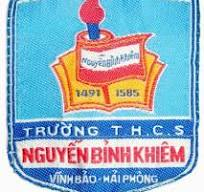 NGUYỄN BỈNH KHIÊM
1491 1585
TRƯỜNG T.H.C.S
NGUYỄN BỈNH KHIÊM
VĨNH BẢO - HẢI PHÒNG